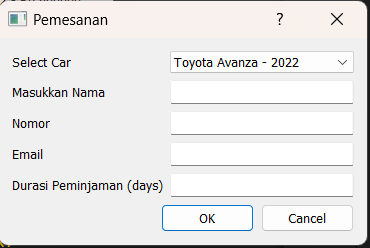 Pemesanan
?
Select Car
Toyota Avanza - 2022
Masukkan Nama
Nomor
Email
Durasi Peminjaman (days)
OK
Cancel